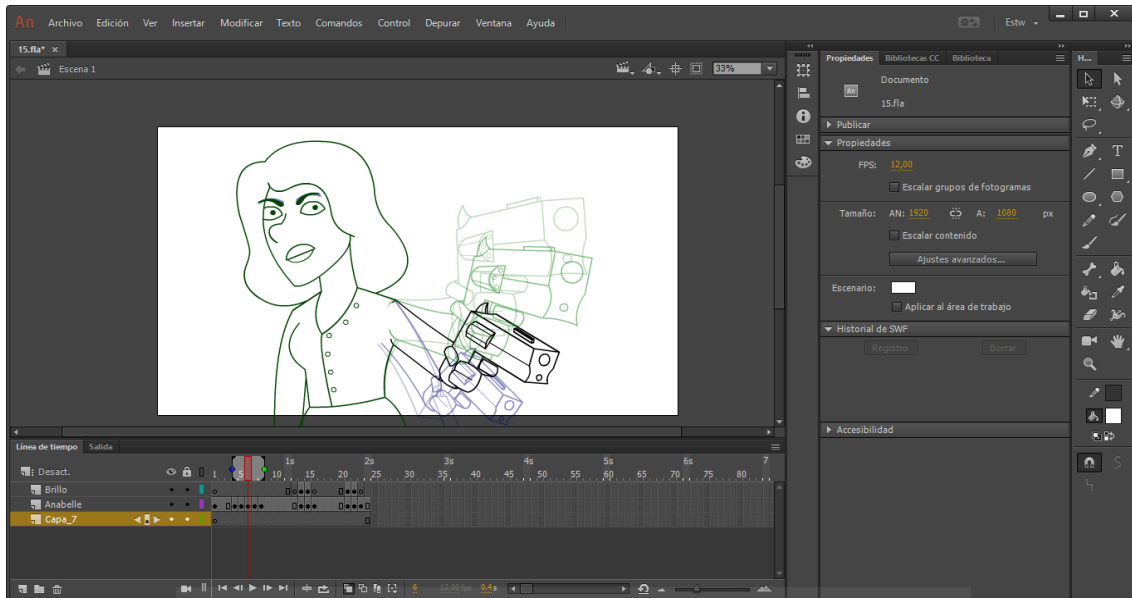 An Archivo Edición Ver Insertar Modificar Texto Comandos Control Depurar Ventana Ayuda Estw
15.fla* ×
Escena 1 33%
Propiedades Bibliotecas CC Biblioteca H...
Documento
An
15.fla
Publicar
Propiedades
FPS: 12,00
Escalar grupos de fotogramas
Tamaño: AN: 1920 A: 1080 px
Escalar contenido
Ajustes avanzados...
Escenario:
Aplicar al área de trabajo
Historial de SWF
Registro Borrar
Accesibilidad
Línea de tiempo Salida
1s 2s 3s 4s 5s 6s 7
: Desact. 1 5 10 15 20 25 30 35 40 45 50 55 60 65 70 75 80
Brillo
Anabelle
Capa_7
6 12,00 fps 0,4 s